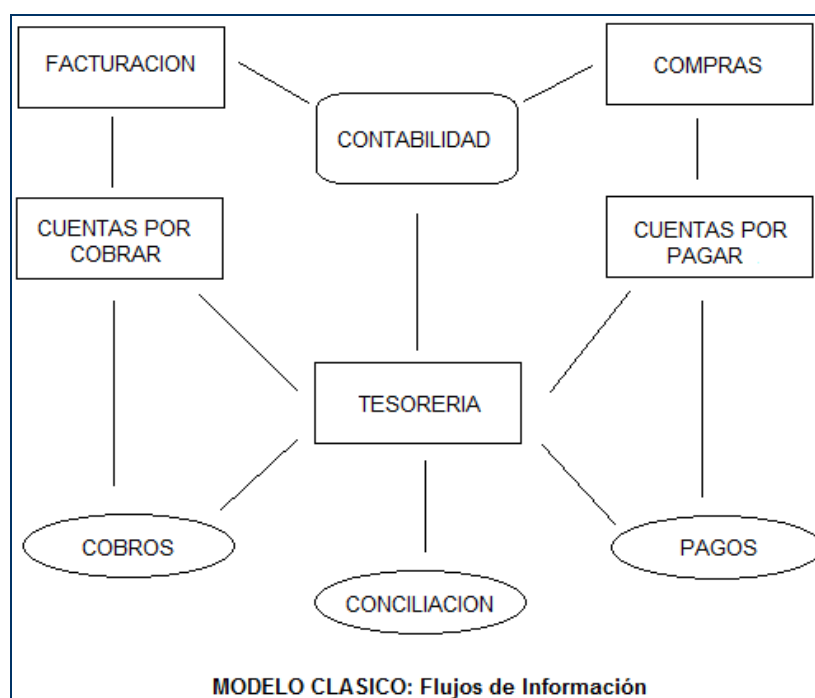 FACTURACION
COMPRAS
CONTABILIDAD
CUENTAS POR
COBRAR
CUENTAS POR
PAGAR
TESORERIA
COBROS
PAGOS
CONCILIACION
MODELO CLASICO: Flujos de Información